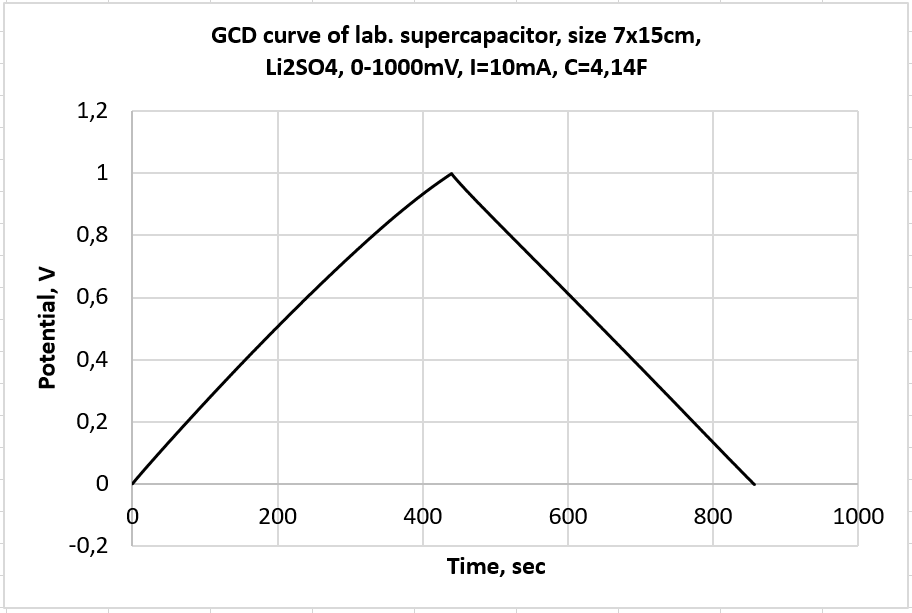 GCD curve of lab. supercapacitor, size 7x15cm,
Li2SO4, 0-1000mV, I=10mA, C=4,14F
1,2
1
0,8
0,6
0,4
0,2
0
-0,2
Potential, V
0 200 400 600 800 1000
Time, sec